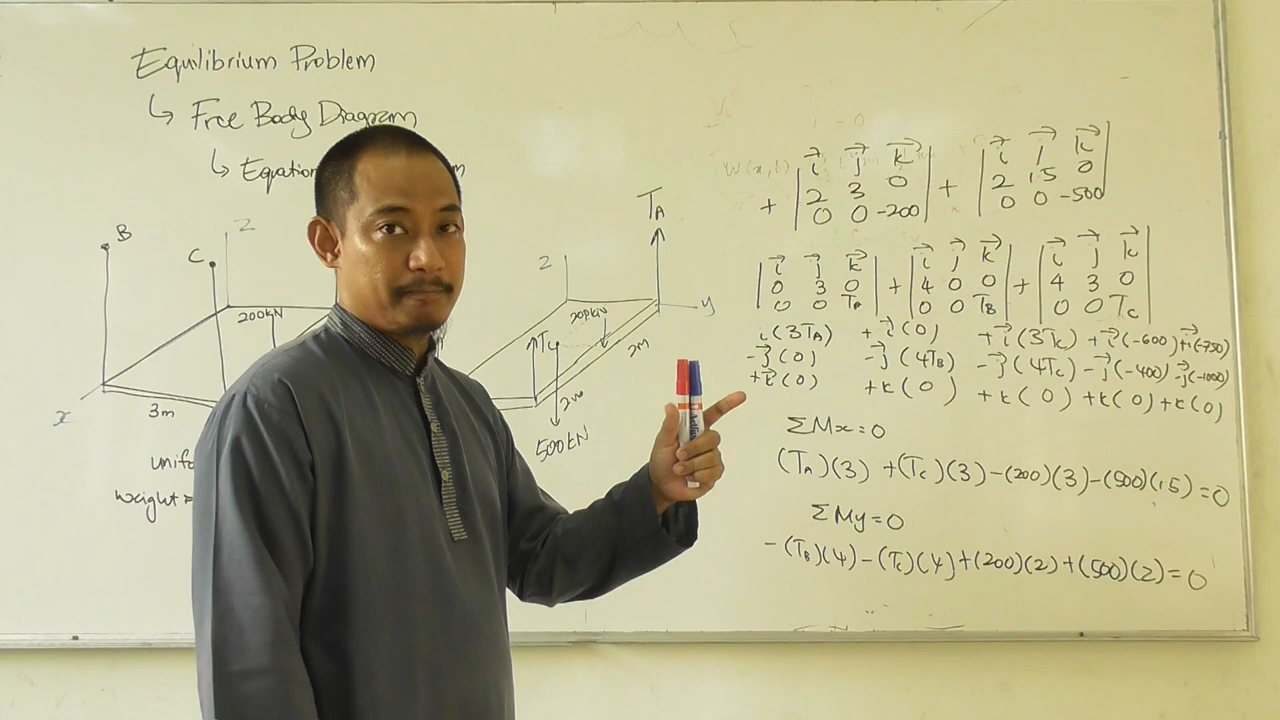 Equilibrium Problem
↳ Free Body Diagram
↳ Equation
B
C
Z
200kN
x
3m
weight
Z
TA
y
200kN
Tc
2m
2m
500kN
+ | i⃗ j⃗ k⃗ | + | i⃗ j⃗ k⃗ |
2 3 0 2 1.5 0
0 0 -200 0 0 -500
| i⃗ j⃗ k⃗ | + | i⃗ j⃗ k⃗ | + | i⃗ j⃗ k⃗ |
0 3 0 4 0 0 4 3 0
0 0 TA 0 0 TB 0 0 Tc
i(3TA) + i⃗(0) + i⃗(3Tc) + i⃗(-600) + i⃗(-750)
- j⃗(0) - j⃗(4TB) - j⃗(4Tc) - j⃗(-400) - j⃗(-1000)
+ k⃗(0) + k(0) + k(0) + k(0) + k(0)
ΣMx=0
(TA)(3) + (Tc)(3) - (200)(3) - (500)(1.5) = 0
ΣMy=0
- (TB)(4) - (Tc)(4) + (200)(2) + (500)(2) = 0